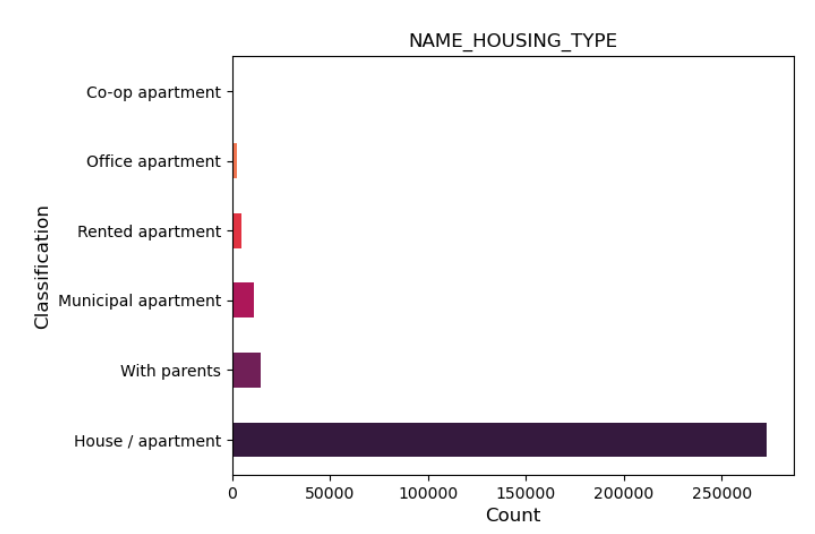 NAME_HOUSING_TYPE
Co-op apartment
Office apartment
Rented apartment
Municipal apartment
With parents
House / apartment
Classification
0 50000 100000 150000 200000 250000
Count